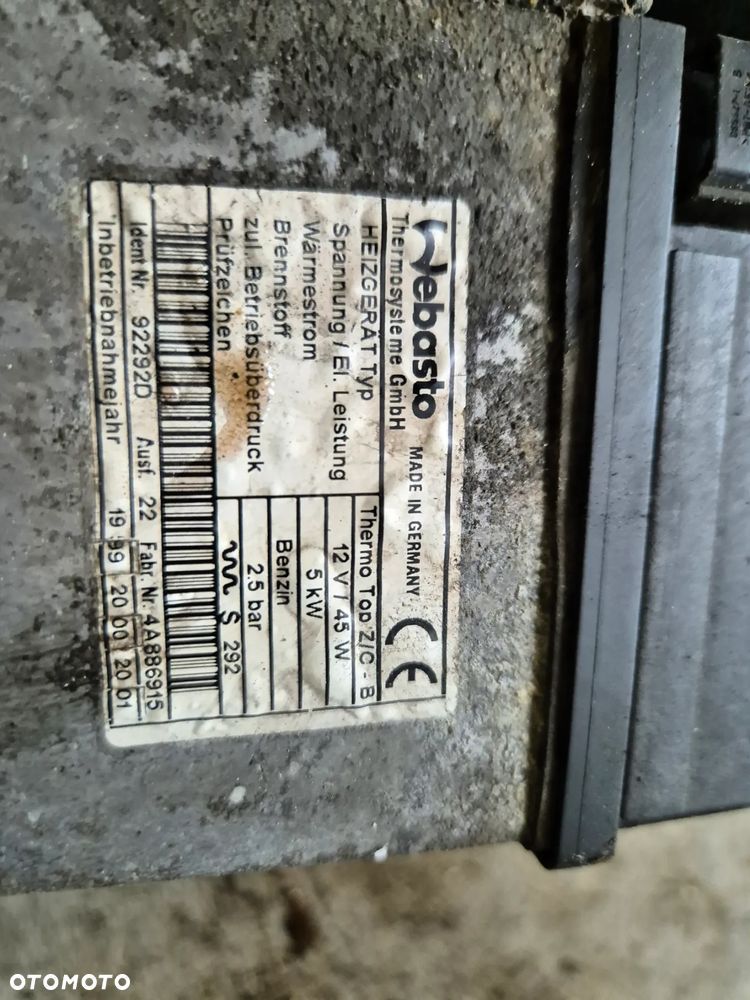 Webasto MADE IN GERMANY CE
Thermosysteme GmbH
HEIZGERÄT Typ Thermo Top Z/C - B
Spannung / El. Leistung 12 V / 45 W
Wärmestrom 5 kW
Brennstoff Benzin
zul. Betriebsüberdruck 2.5 bar
Prüfzeichen S 292
Ident Nr. 92292D Ausf. 22 Fabr. Nr. 4A886915
Inbetriebnahmejahr 19 99 20 00 20 01
OTOMOTO